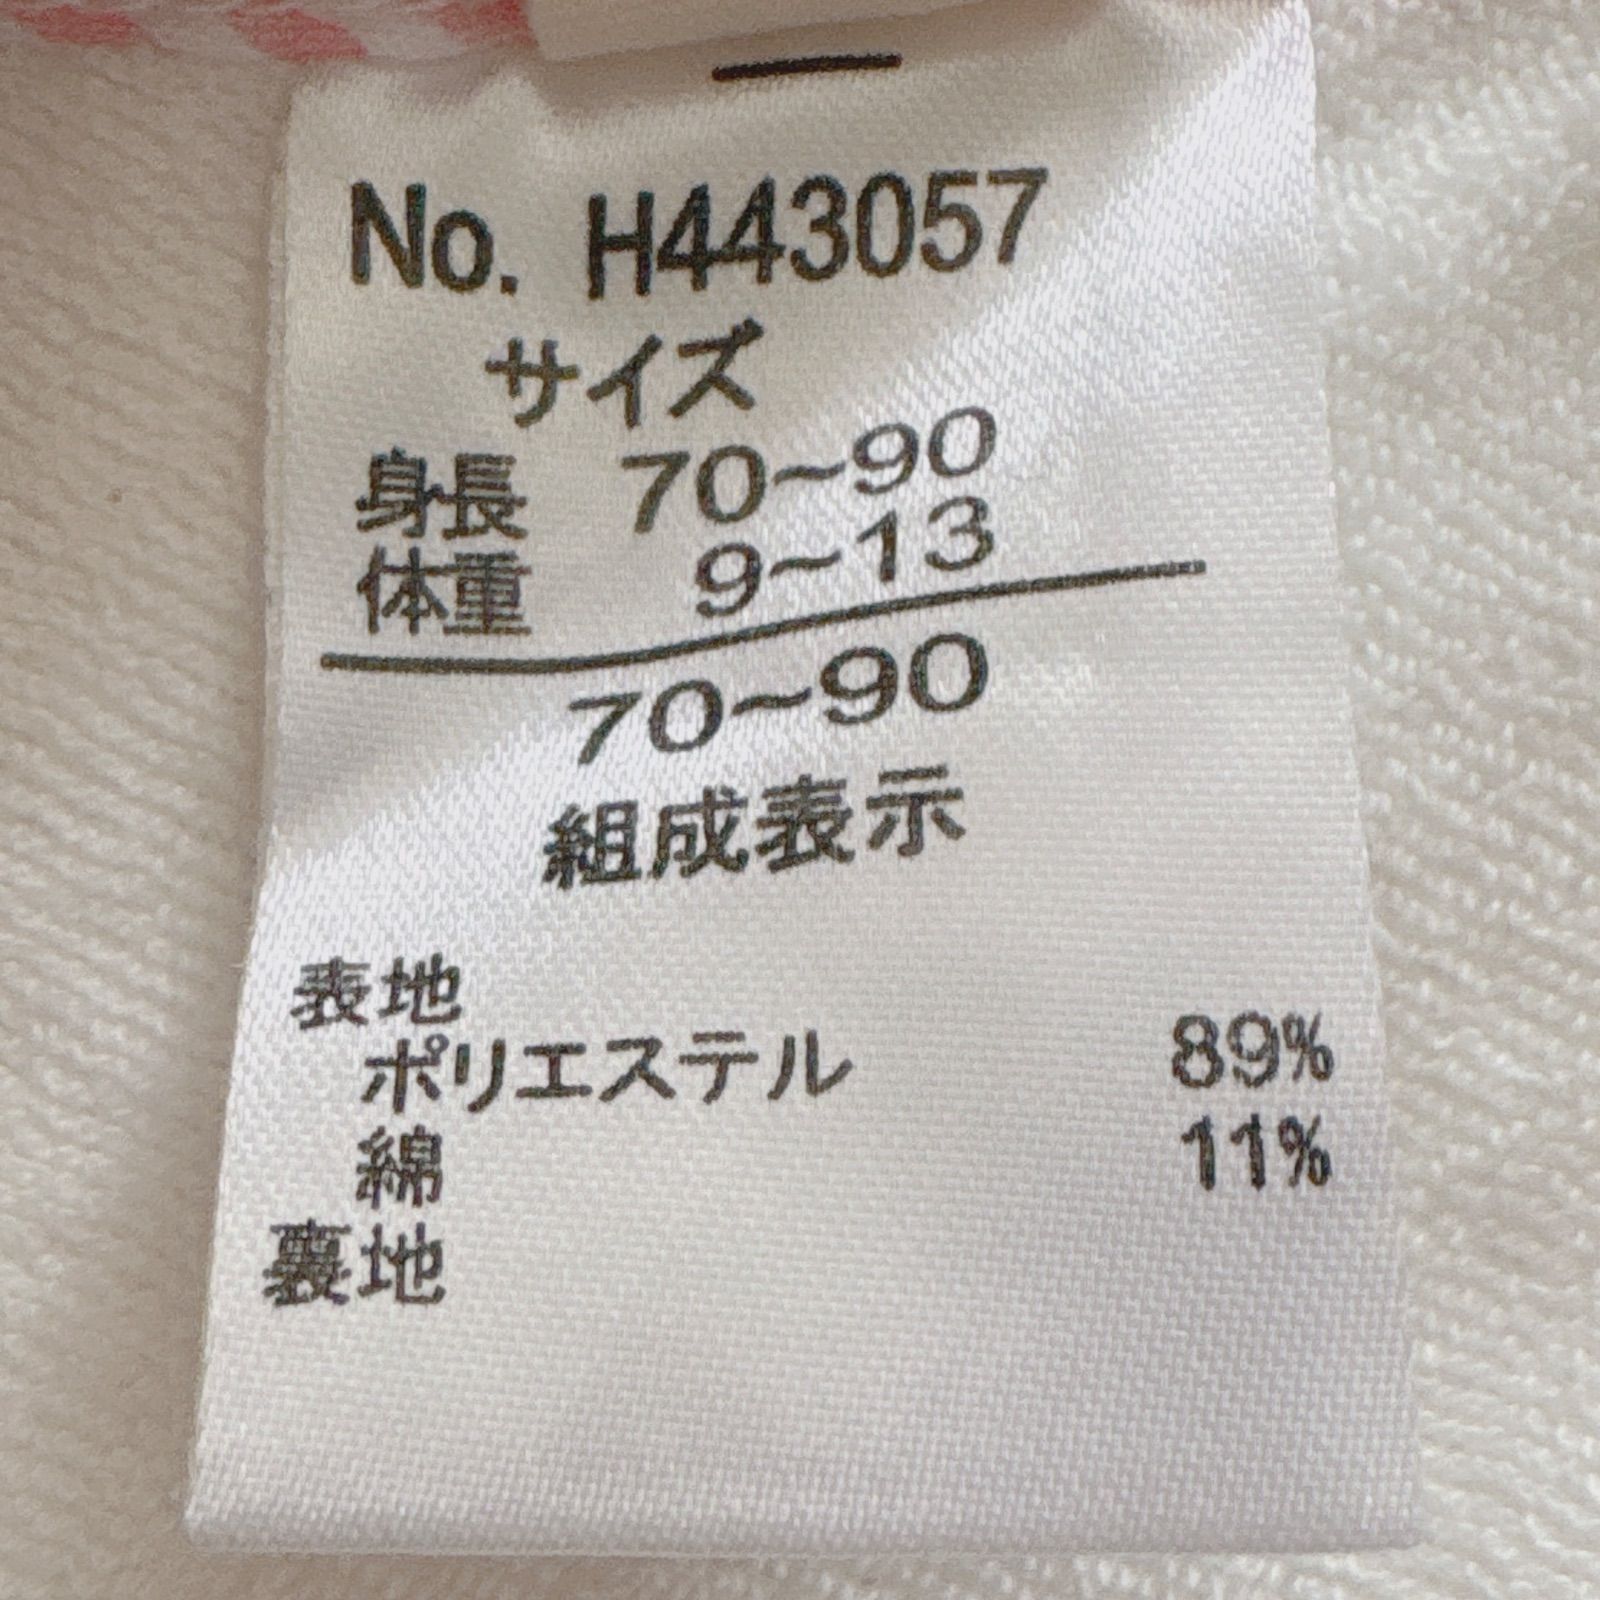 No. H443057
サイズ
身長 70~90
体重 9~13
70~90
組成表示
表地
ポリエステル 89%
綿 11%
裏地